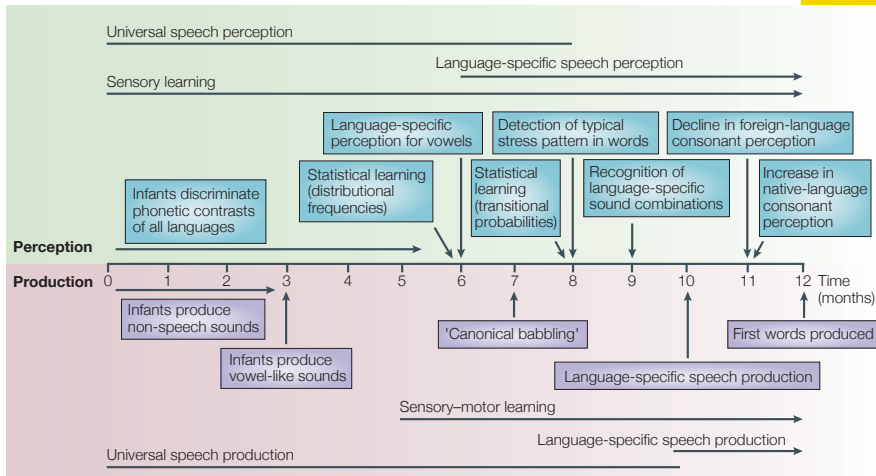 Universal speech perception
Language-specific speech perception
Sensory learning
Language-specific
perception for vowels
Detection of typical
stress pattern in words
Decline in foreign-language
consonant perception
Statistical learning
(distributional
frequencies)
Statistical
learning
(transitional
probabilities)
Recognition of
language-specific
sound combinations
Increase in
native-language
consonant
perception
Infants discriminate
phonetic contrasts
of all languages
Perception
Production
0 1 2 3 4 5 6 7 8 9 10 11 12 Time
(months)
Infants produce
non-speech sounds
Infants produce
vowel-like sounds
'Canonical babbling'
Language-specific speech production
First words produced
Sensory–motor learning
Language-specific speech production
Universal speech production